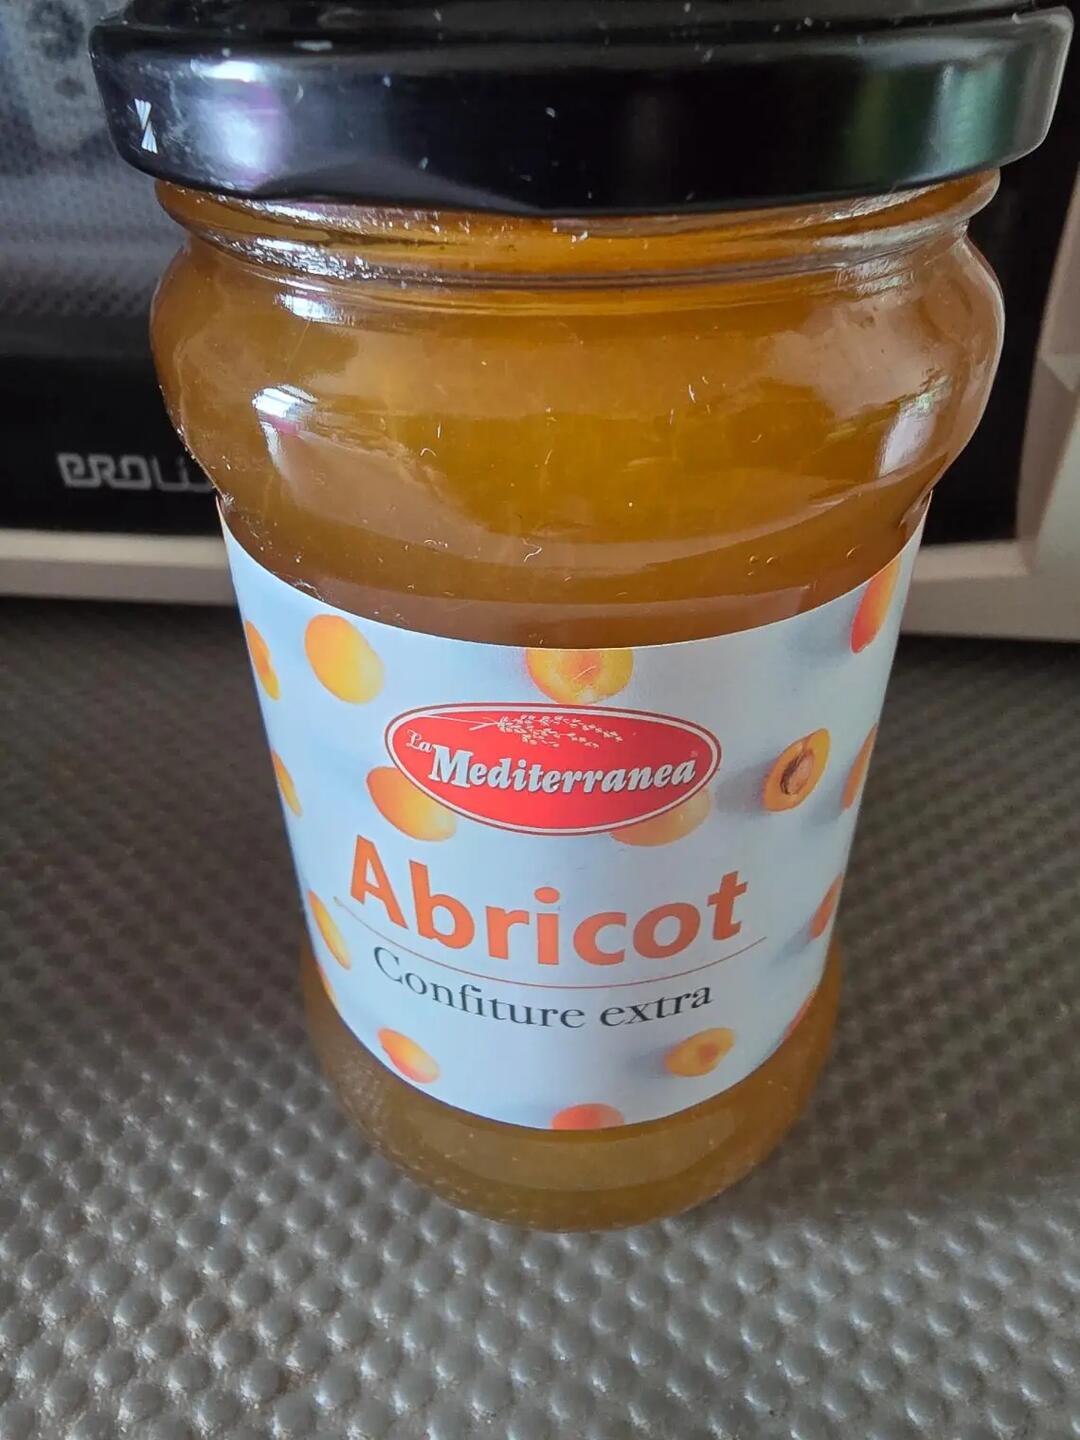 La
Mediterranea
Abricot
Confiture extra